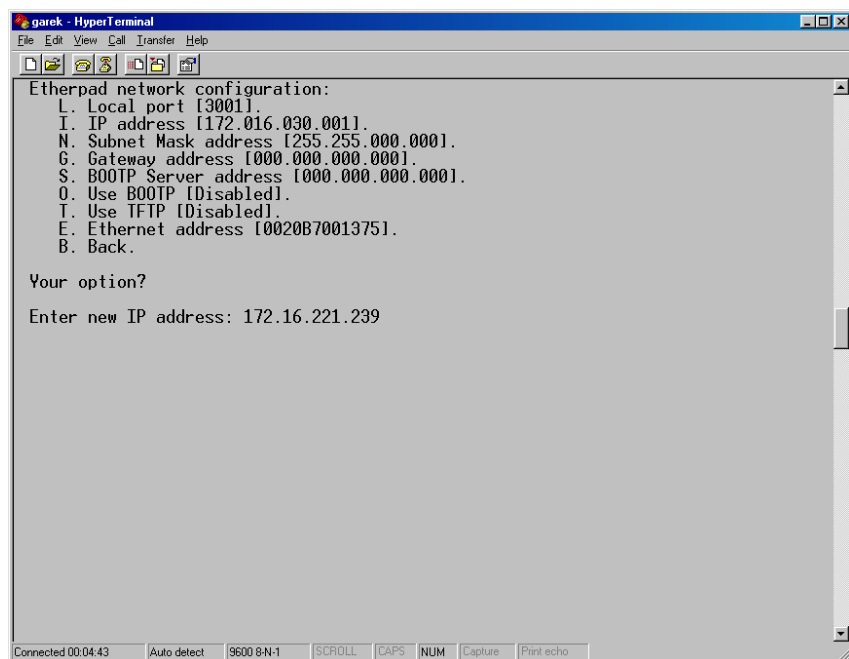 garek - HyperTerminal
File Edit View Call Transfer Help
Etherpad network configuration:
L. Local port [3001].
I. IP address [172.016.030.001].
N. Subnet Mask address [255.255.000.000].
G. Gateway address [000.000.000.000].
S. BOOTP Server address [000.000.000.000].
O. Use BOOTP [Disabled].
T. Use TFTP [Disabled].
E. Ethernet address [0020B7001375].
B. Back.
Your option?
Enter new IP address: 172.16.221.239
Connected 00:04:43 Auto detect 9600 8-N-1 SCROLL CAPS NUM Capture Print echo